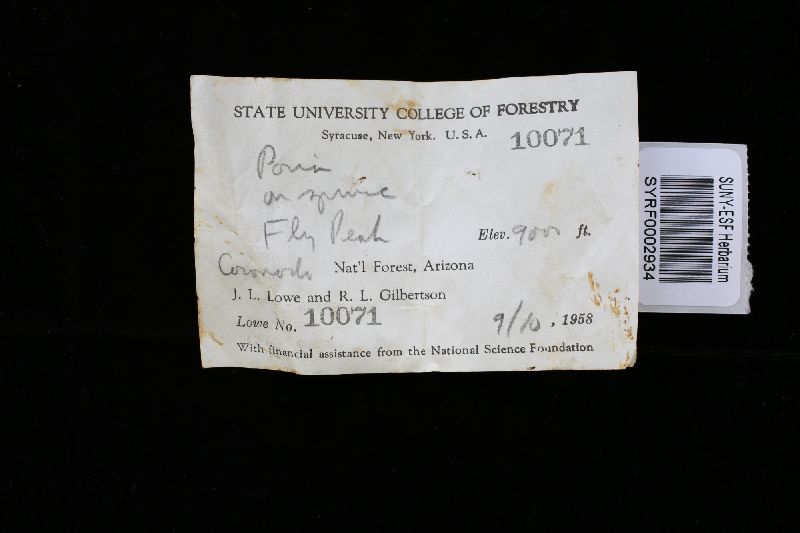 STATE UNIVERSITY COLLEGE OF FORESTRY
Syracuse, New York. U. S. A.
10071
Poria
on spruce
Fly Peak
Elev. 9000 ft.
Coronado Nat'l Forest, Arizona
J. L. Lowe and R. L. Gilbertson
Lowe No. 10071
9/10, 1958
With financial assistance from the National Science Foundation
SUNY-ESF Herbarium
SYRF0002934